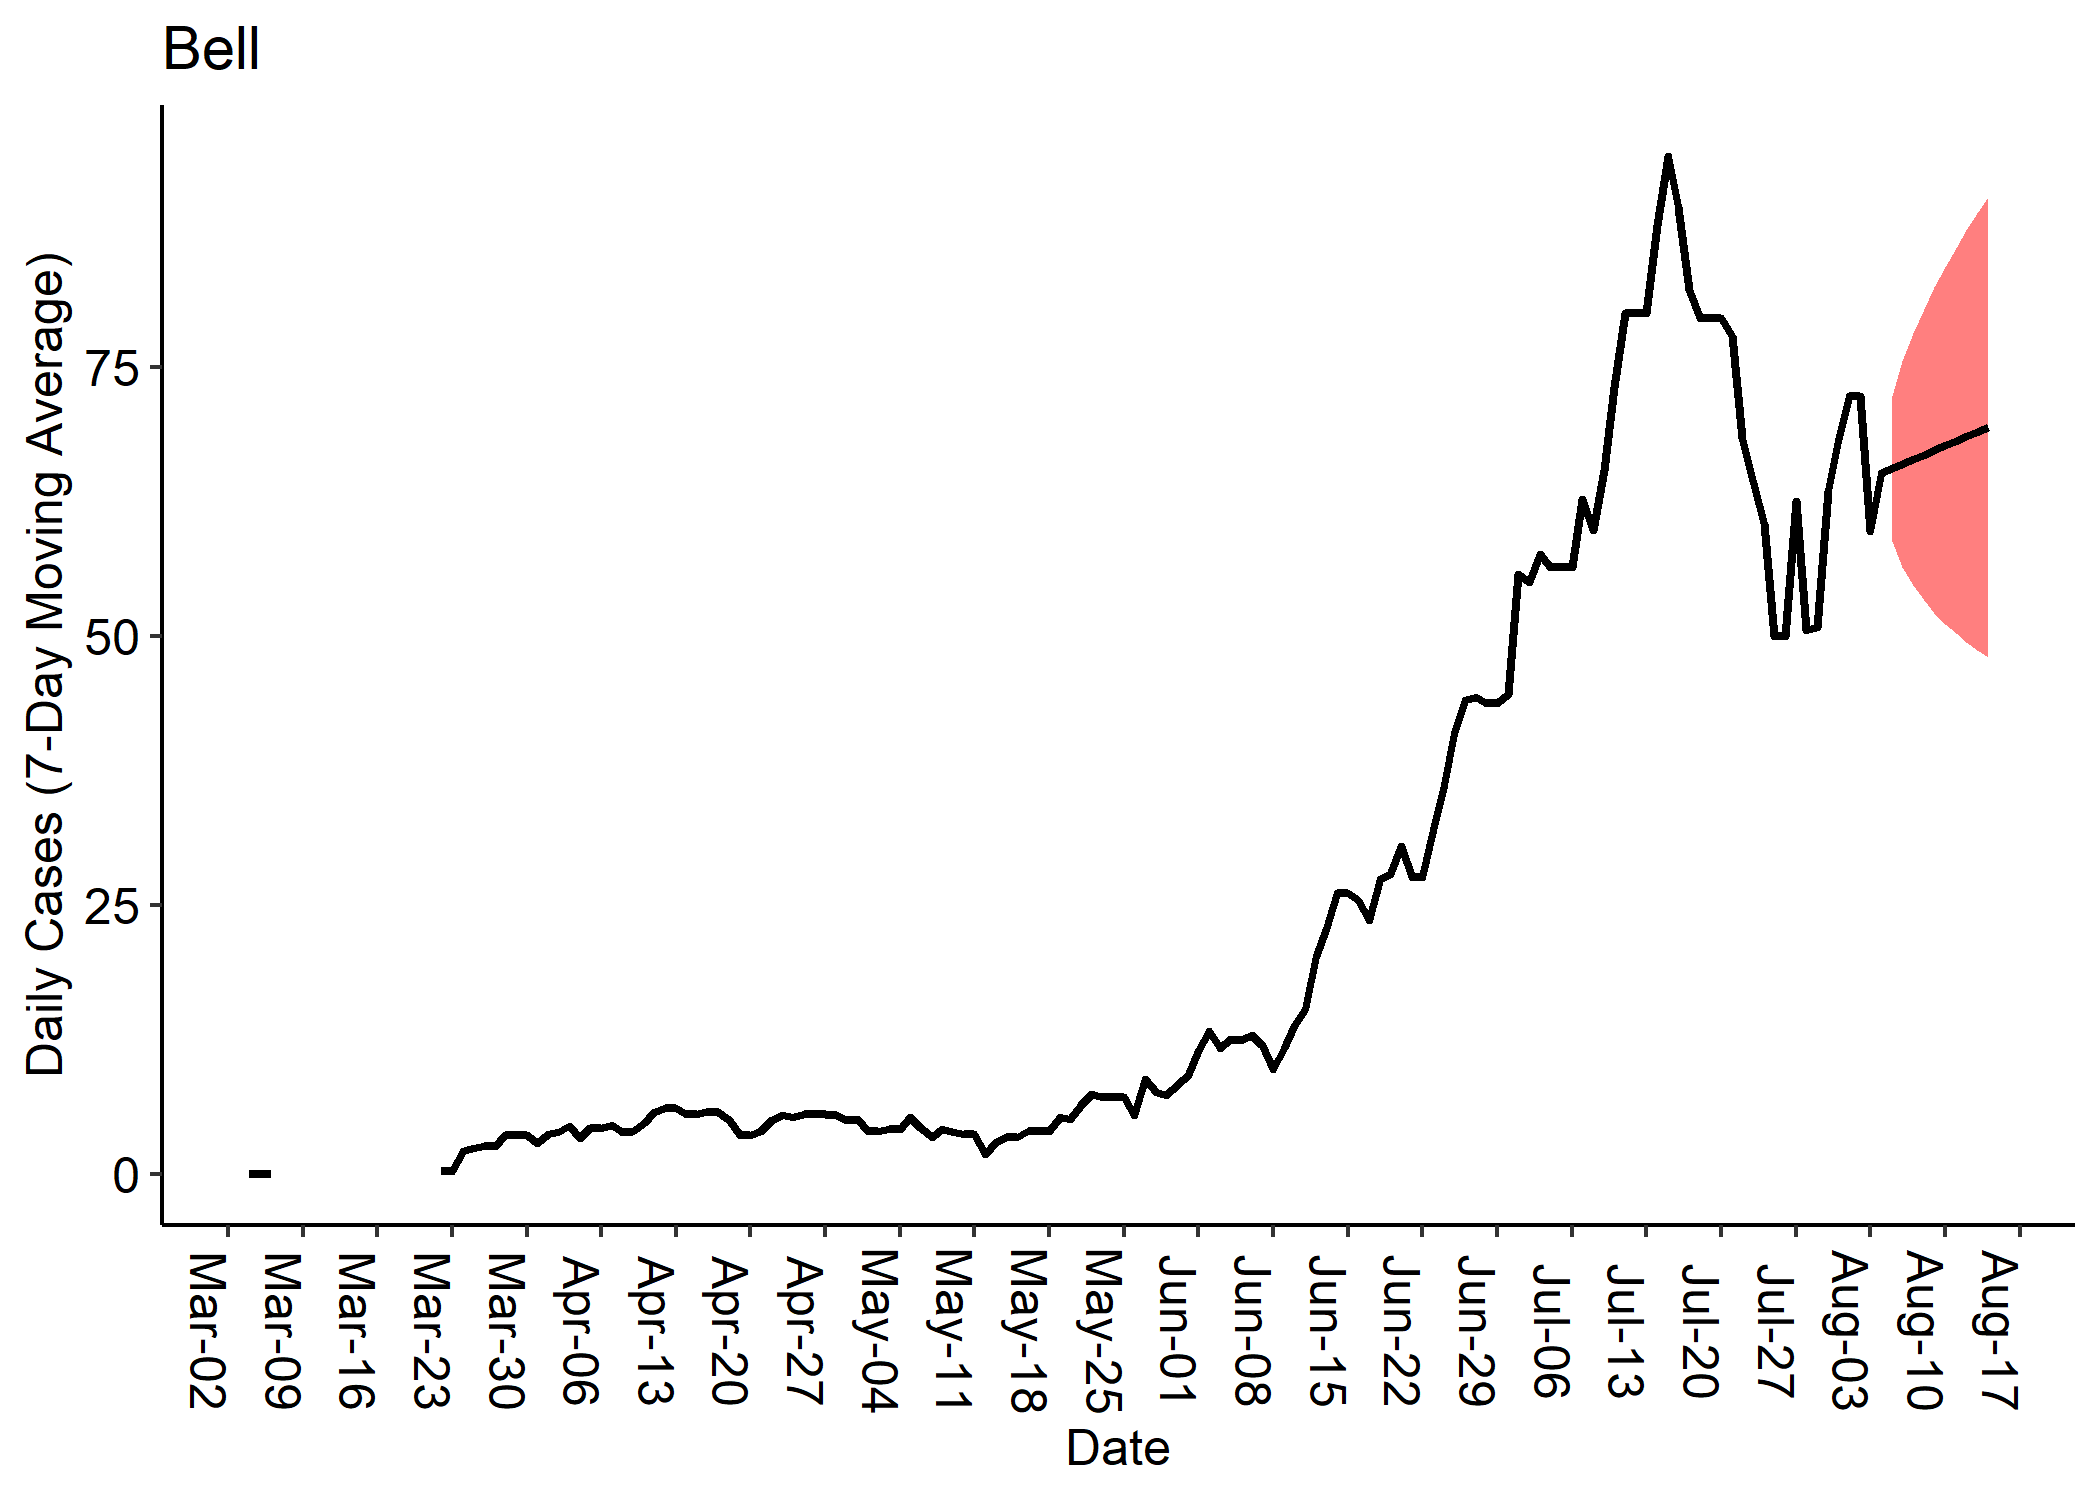 Bell
Daily Cases (7-Day Moving Average)
75
50
25
0
Mar-02
Mar-09
Mar-16
Mar-23
Mar-30
Apr-06
Apr-13
Apr-20
Apr-27
May-04
May-11
May-18
May-25
Jun-01
Jun-08
Jun-15
Jun-22
Jun-29
Jul-06
Jul-13
Jul-20
Jul-27
Aug-03
Aug-10
Aug-17
Date